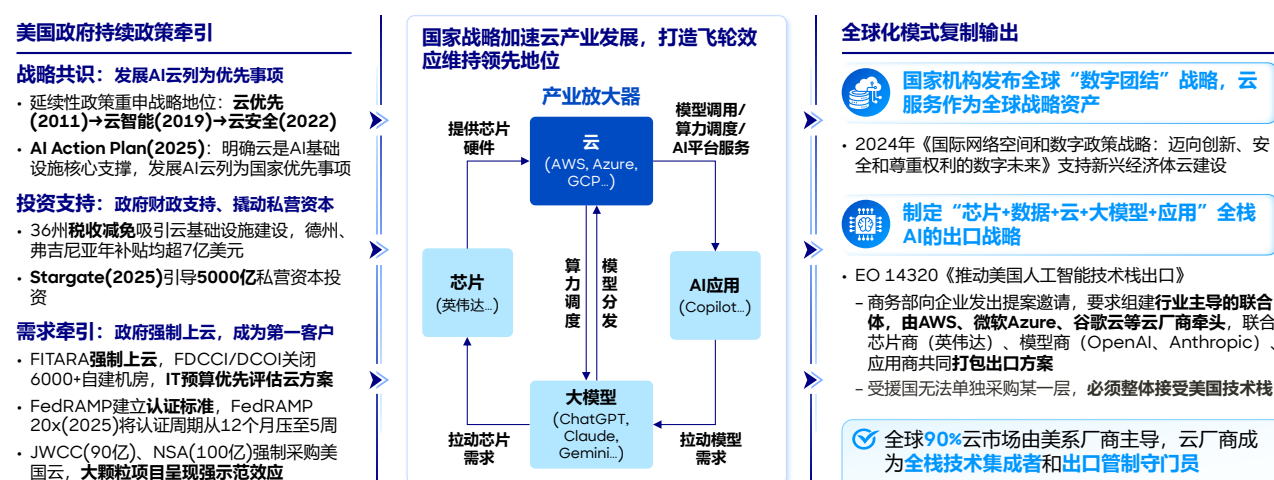 美国政府持续政策牵引
战略共识：发展AI云列为优先事项
· 延续性政策重申战略地位：云优先
(2011)→云智能(2019)→云安全(2022)
· AI Action Plan(2025)：明确云是AI基础
设施核心支撑，发展AI云列为国家优先事项
投资支持：政府财政支持、撬动私营资本
· 36州税收减免吸引云基础设施建设，德州、
弗吉尼亚年补贴均超7亿美元
· Stargate(2025)引导5000亿私营资本投
资
需求牵引：政府强制上云，成为第一客户
· FITARA强制上云，FDCCI/DCOI关闭
6000+自建机房，IT预算优先评估云方案
· FedRAMP建立认证标准，FedRAMP
20x(2025)将认证周期从12个月压至5周
· JWCC(90亿)、NSA(100亿)强制采购美
国云，大颗粒项目呈现强示范效应
国家战略加速云产业发展，打造飞轮效
应维持领先地位
产业放大器
提供芯片
硬件
云
(AWS, Azure,
GCP…)
模型调用/
算力调度/
AI平台服务
芯片
(英伟达…)
算力调度
模型分发
AI应用
(Copilot…)
拉动芯片
需求
大模型
(ChatGPT,
Claude,
Gemini…)
拉动模型
需求
全球化模式复制输出
国家机构发布全球“数字团结”战略，云
服务作为全球战略资产
· 2024年《国际网络空间和数字政策战略：迈向创新、安
全和尊重权利的数字未来》支持新兴经济体云建设
制定“芯片+数据+云+大模型+应用”全栈
AI的出口战略
· EO 14320《推动美国人工智能技术栈出口》
– 商务部向企业发出提案邀请，要求组建行业主导的联合
体，由AWS、微软Azure、谷歌云等云厂商牵头，联合
芯片商（英伟达）、模型商（OpenAI、Anthropic）、
应用商共同打包出口方案
– 受援国无法单独采购某一层，必须整体接受美国技术栈
全球90%云市场由美系厂商主导，云厂商成
为全栈技术集成者和出口管制守门员